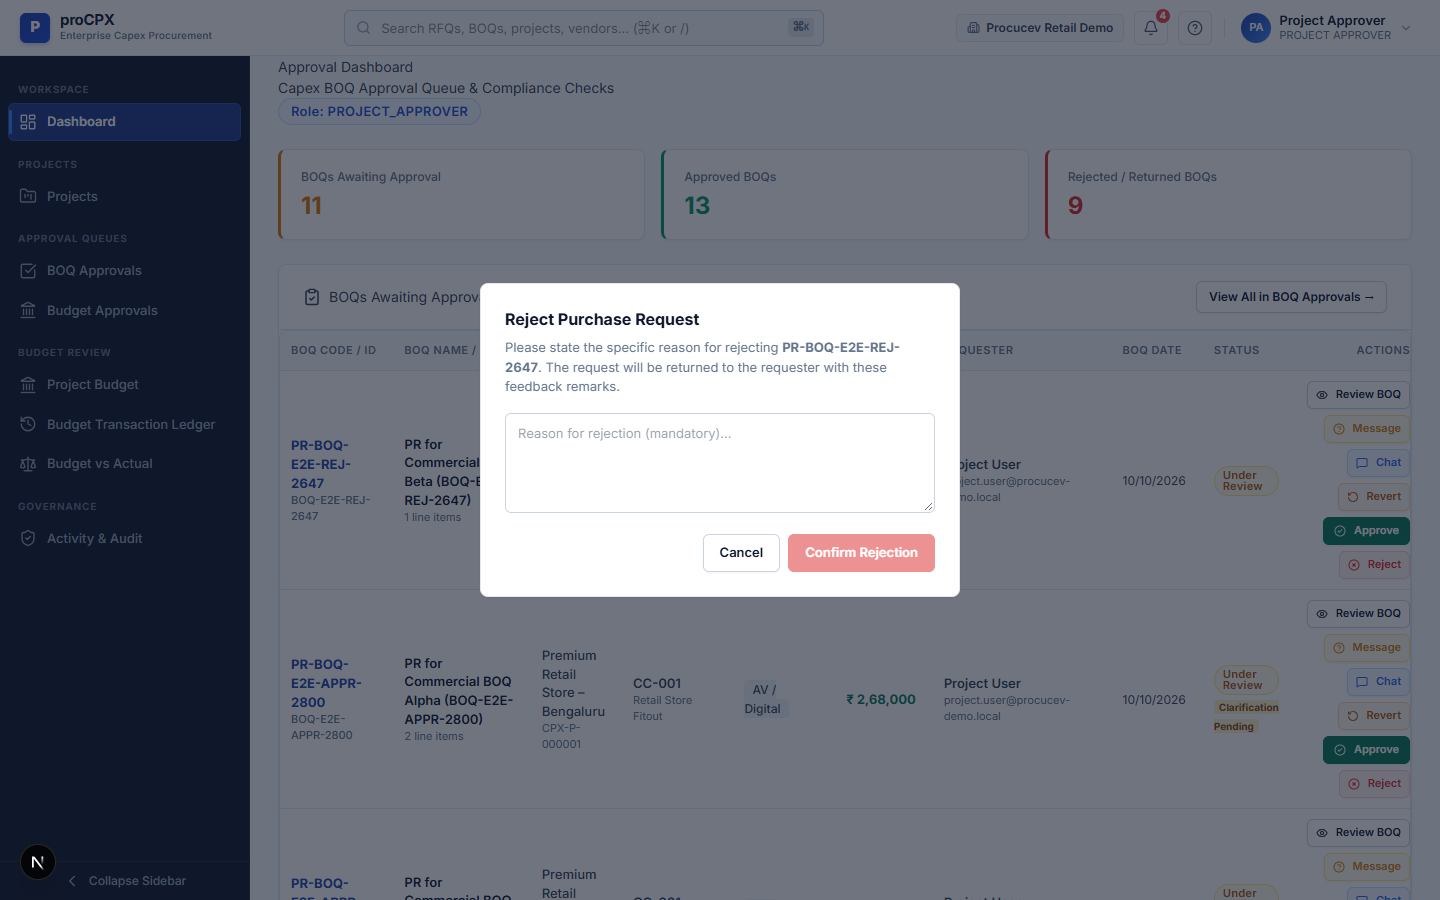 P
proCPX
Enterprise Capex Procurement
Search RFQs, BOQs, projects, vendors... (⌘K or /)
⌘K
Procucev Retail Demo
4
PA
Project Approver
PROJECT APPROVER
WORKSPACE
Dashboard
PROJECTS
Projects
APPROVAL QUEUES
BOQ Approvals
Budget Approvals
BUDGET REVIEW
Project Budget
Budget Transaction Ledger
Budget vs Actual
GOVERNANCE
Activity & Audit
N
Collapse Sidebar
Approval Dashboard
Capex BOQ Approval Queue & Compliance Checks
Role: PROJECT_APPROVER
BOQs Awaiting Approval
11
Approved BOQs
13
Rejected / Returned BOQs
9
BOQs Awaiting Approv
View All in BOQ Approvals →
BOQ CODE / ID
BOQ NAME /
QUESTER
BOQ DATE
STATUS
ACTIONS
Reject Purchase Request
Please state the specific reason for rejecting PR-BOQ-E2E-REJ-
2647. The request will be returned to the requester with these
feedback remarks.
Reason for rejection (mandatory)...
Cancel
Confirm Rejection
PR-BOQ-
E2E-REJ-
2647
BOQ-E2E-REJ-
2647
PR for
Commercial
Beta (BOQ-E
REJ-2647)
1 line items
oject User
ject.user@procucev-
mo.local
10/10/2026
Under
Review
Review BOQ
Message
Chat
Revert
Approve
Reject
PR-BOQ-
E2E-APPR-
2800
BOQ-E2E-
APPR-2800
PR for
Commercial BOQ
Alpha (BOQ-E2E-
APPR-2800)
2 line items
Premium
Retail
Store –
Bengaluru
CPX-P-
000001
CC-001
Retail Store
Fitout
AV /
Digital
₹ 2,68,000
Project User
project.user@procucev-
demo.local
10/10/2026
Under
Review
Clarification
Pending
Review BOQ
Message
Chat
Revert
Approve
Reject
PR-BOQ-
E2E-APPR-
PR for
Commercial BOQ
Premium
Retail
Under
Review BOQ
Message
Chat